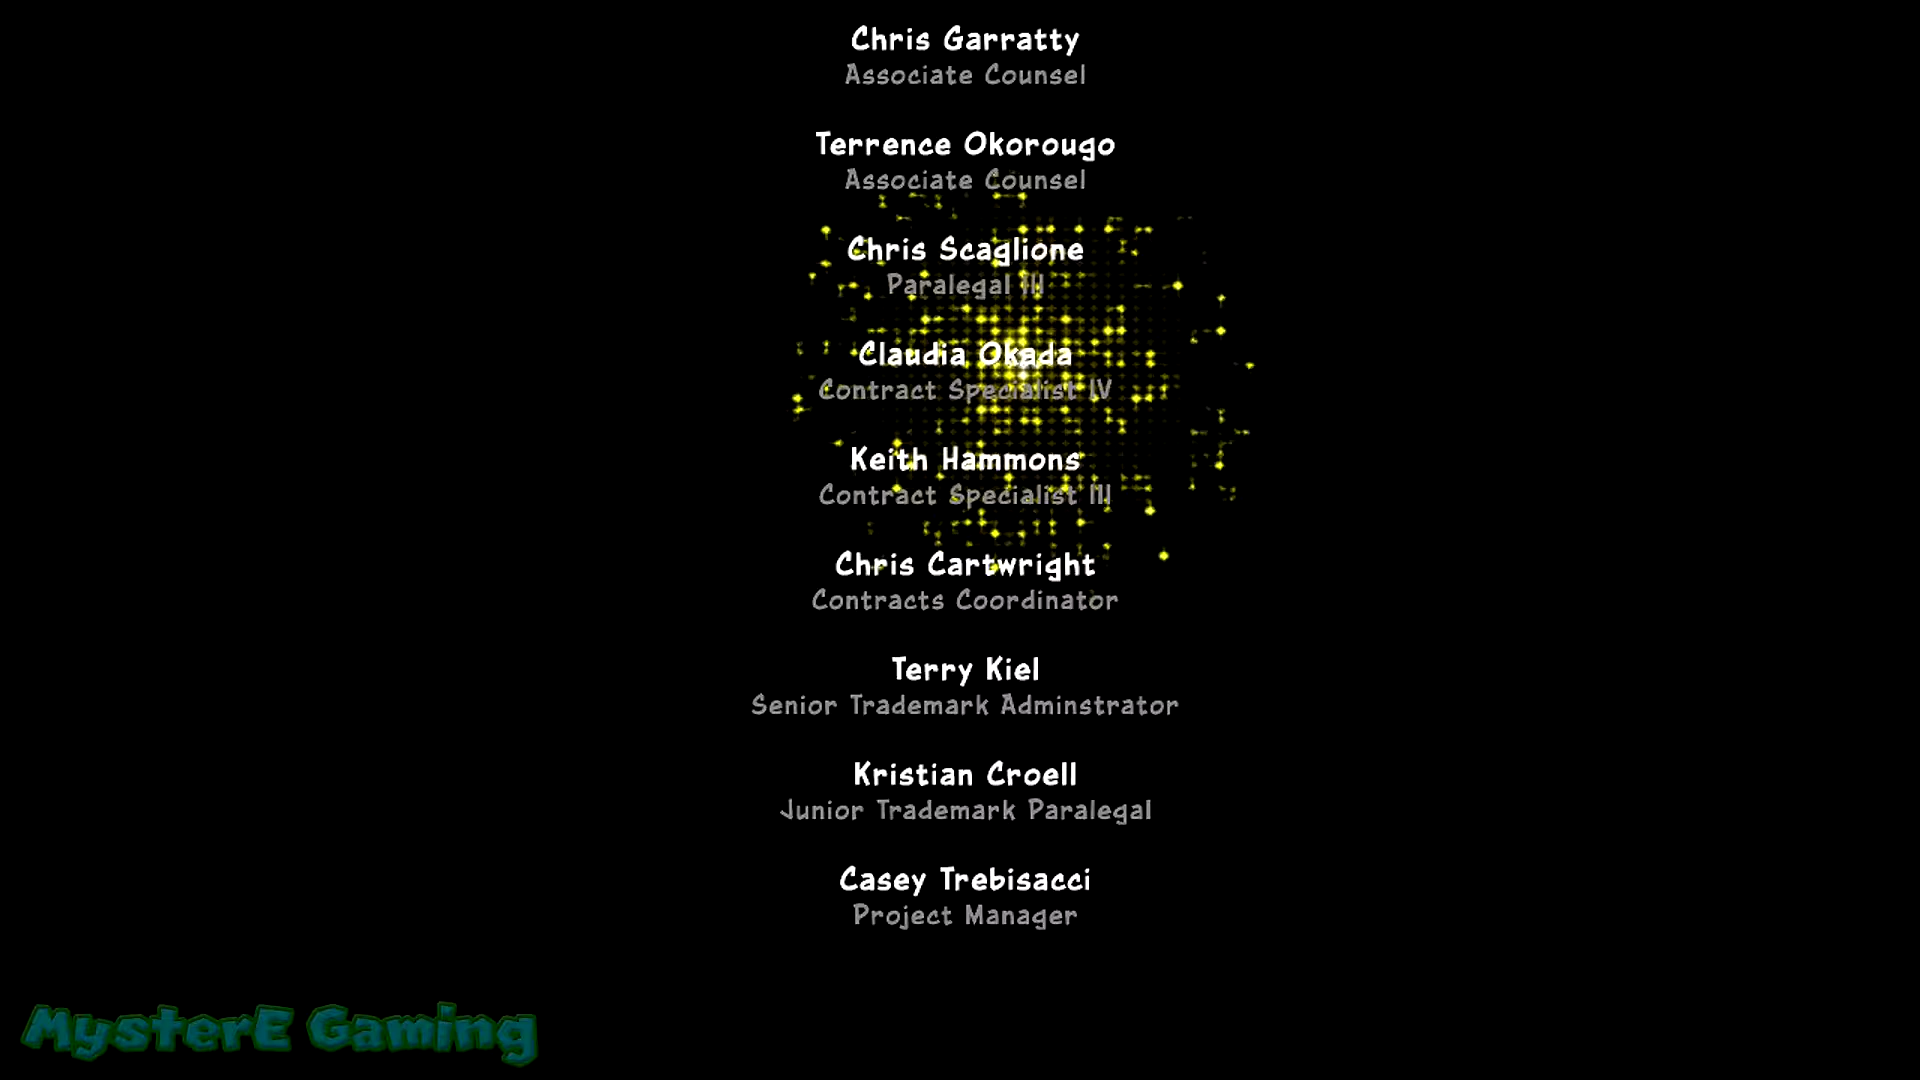 Chris Garratty
Associate Counsel
Terrence Okorougo
Associate Counsel
Chris Scaglione
Paralegal III
Claudia Okada
Contract Specialist IV
Keith Hammons
Contract Specialist III
Chris Cartwright
Contracts Coordinator
Terry Kiel
Senior Trademark Adminstrator
Kristian Croell
Junior Trademark Paralegal
Casey Trebisacci
Project Manager
MysterE Gaming